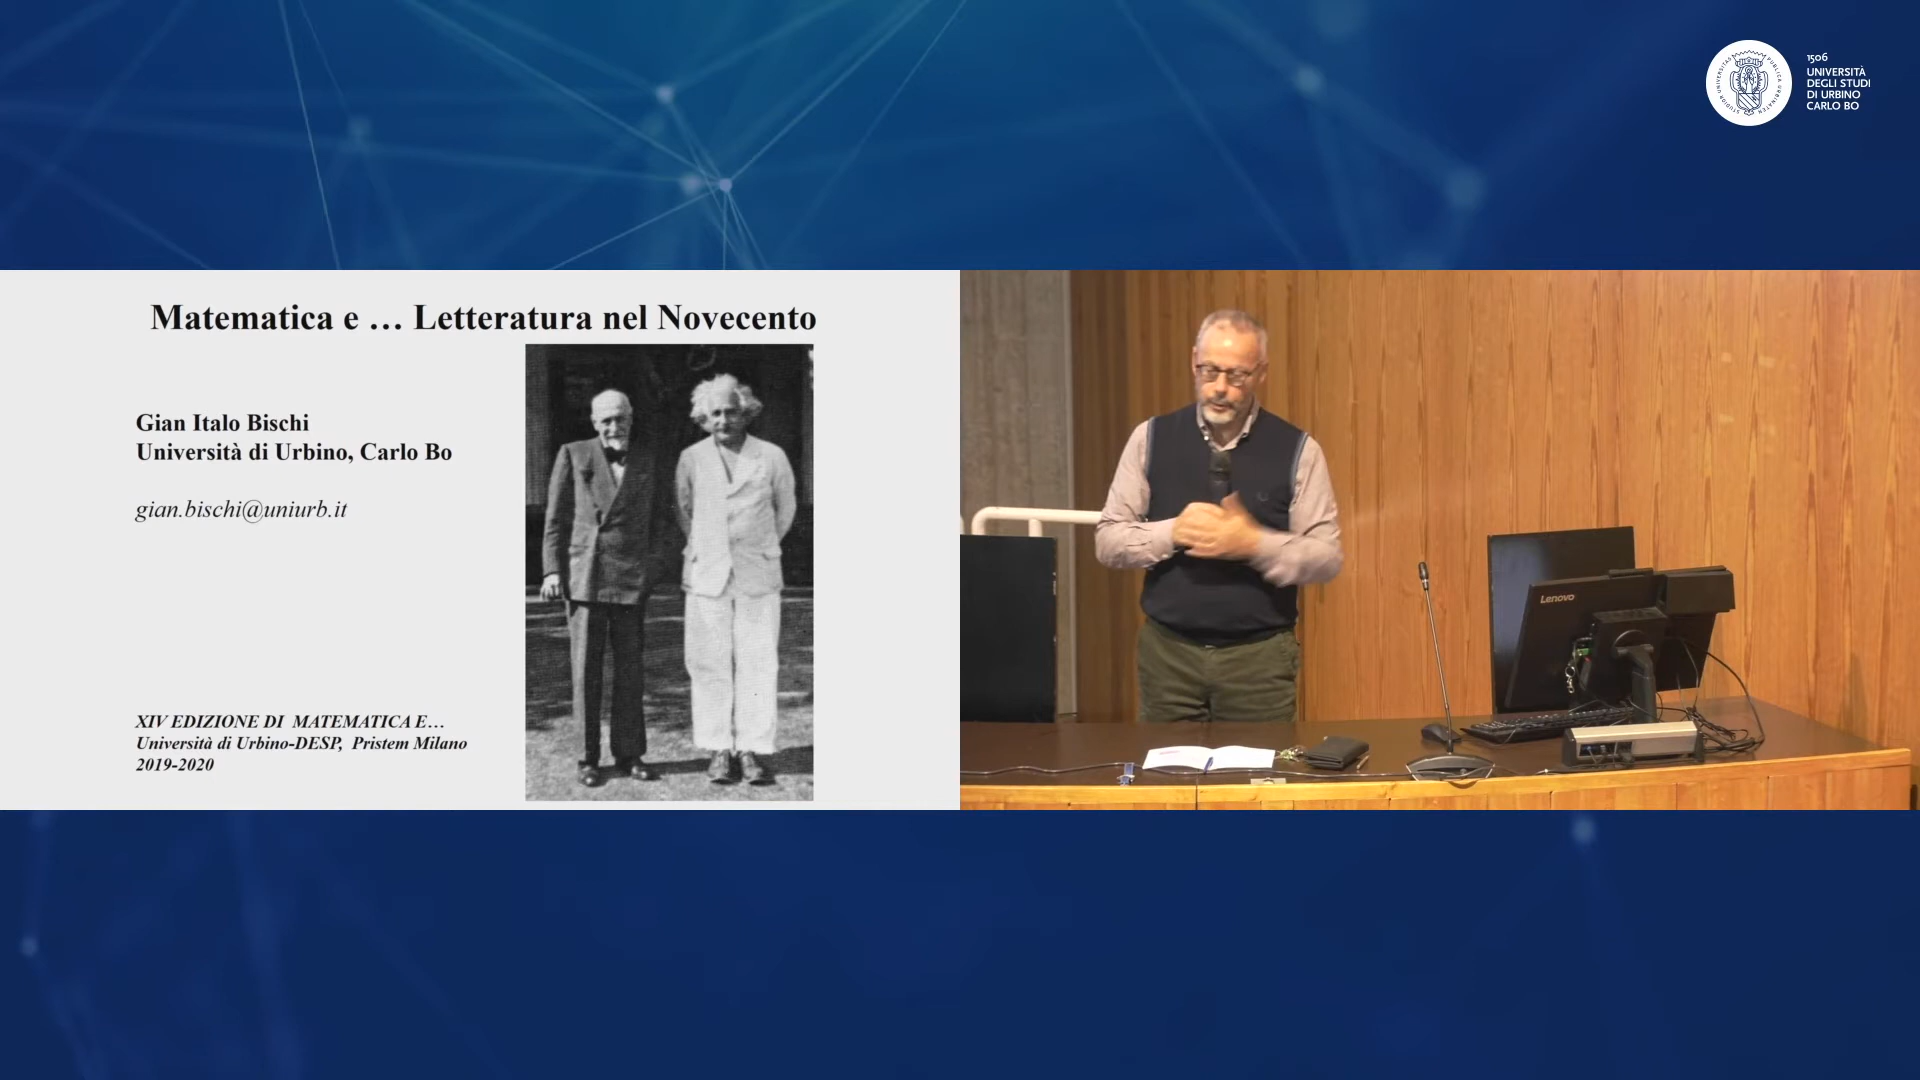 1506
UNIVERSITÀ
DEGLI STUDI
DI URBINO
CARLO BO
Matematica e … Letteratura nel Novecento
Gian Italo Bischi
Università di Urbino, Carlo Bo
gian.bischi@uniurb.it
XIV EDIZIONE DI MATEMATICA E…
Università di Urbino-DESP, Pristem Milano
2019-2020
Lenovo